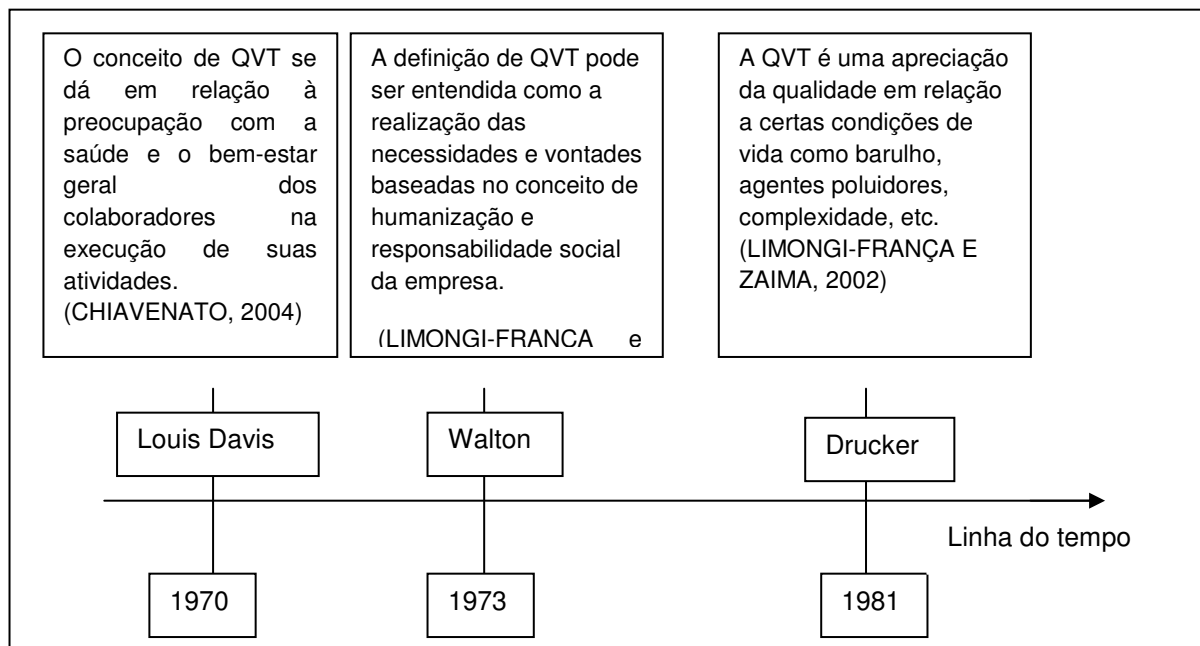 O conceito de QVT se
dá em relação à
preocupação com a
saúde e o bem-estar
geral dos
colaboradores na
execução de suas
atividades.
(CHIAVENATO, 2004)
A definição de QVT pode
ser entendida como a
realização das
necessidades e vontades
baseadas no conceito de
humanização e
responsabilidade social
da empresa.
(LIMONGI-FRANCA e
A QVT é uma apreciação
da qualidade em relação
a certas condições de
vida como barulho,
agentes poluidores,
complexidade, etc.
(LIMONGI-FRANÇA E
ZAIMA, 2002)
Louis Davis
Walton
Drucker
Linha do tempo
1970
1973
1981